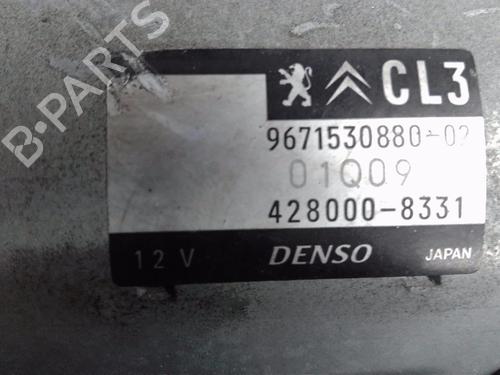 CL3
9671530880-02
01Q09
428000-8331
12 V DENSO JAPAN
B-PARTS